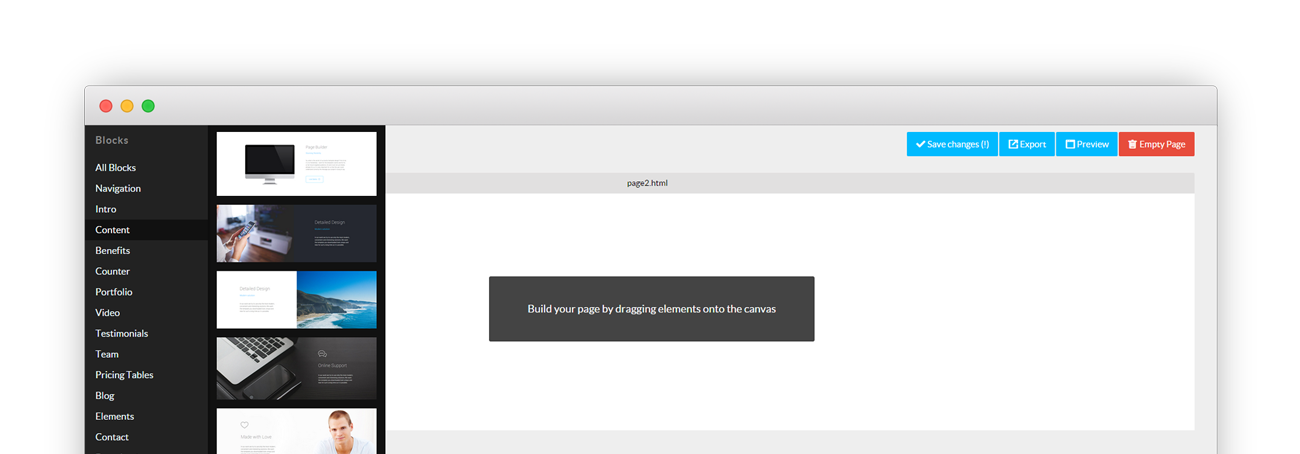 Blocks
All Blocks
Navigation
Intro
Content
Benefits
Counter
Portfolio
Video
Testimonials
Team
Pricing Tables
Blog
Elements
Contact
Page Builder
Detailed Design
Detailed Design
Online Support
Made with Love
Save changes (!)
Export
Preview
Empty Page
page2.html
Build your page by dragging elements onto the canvas